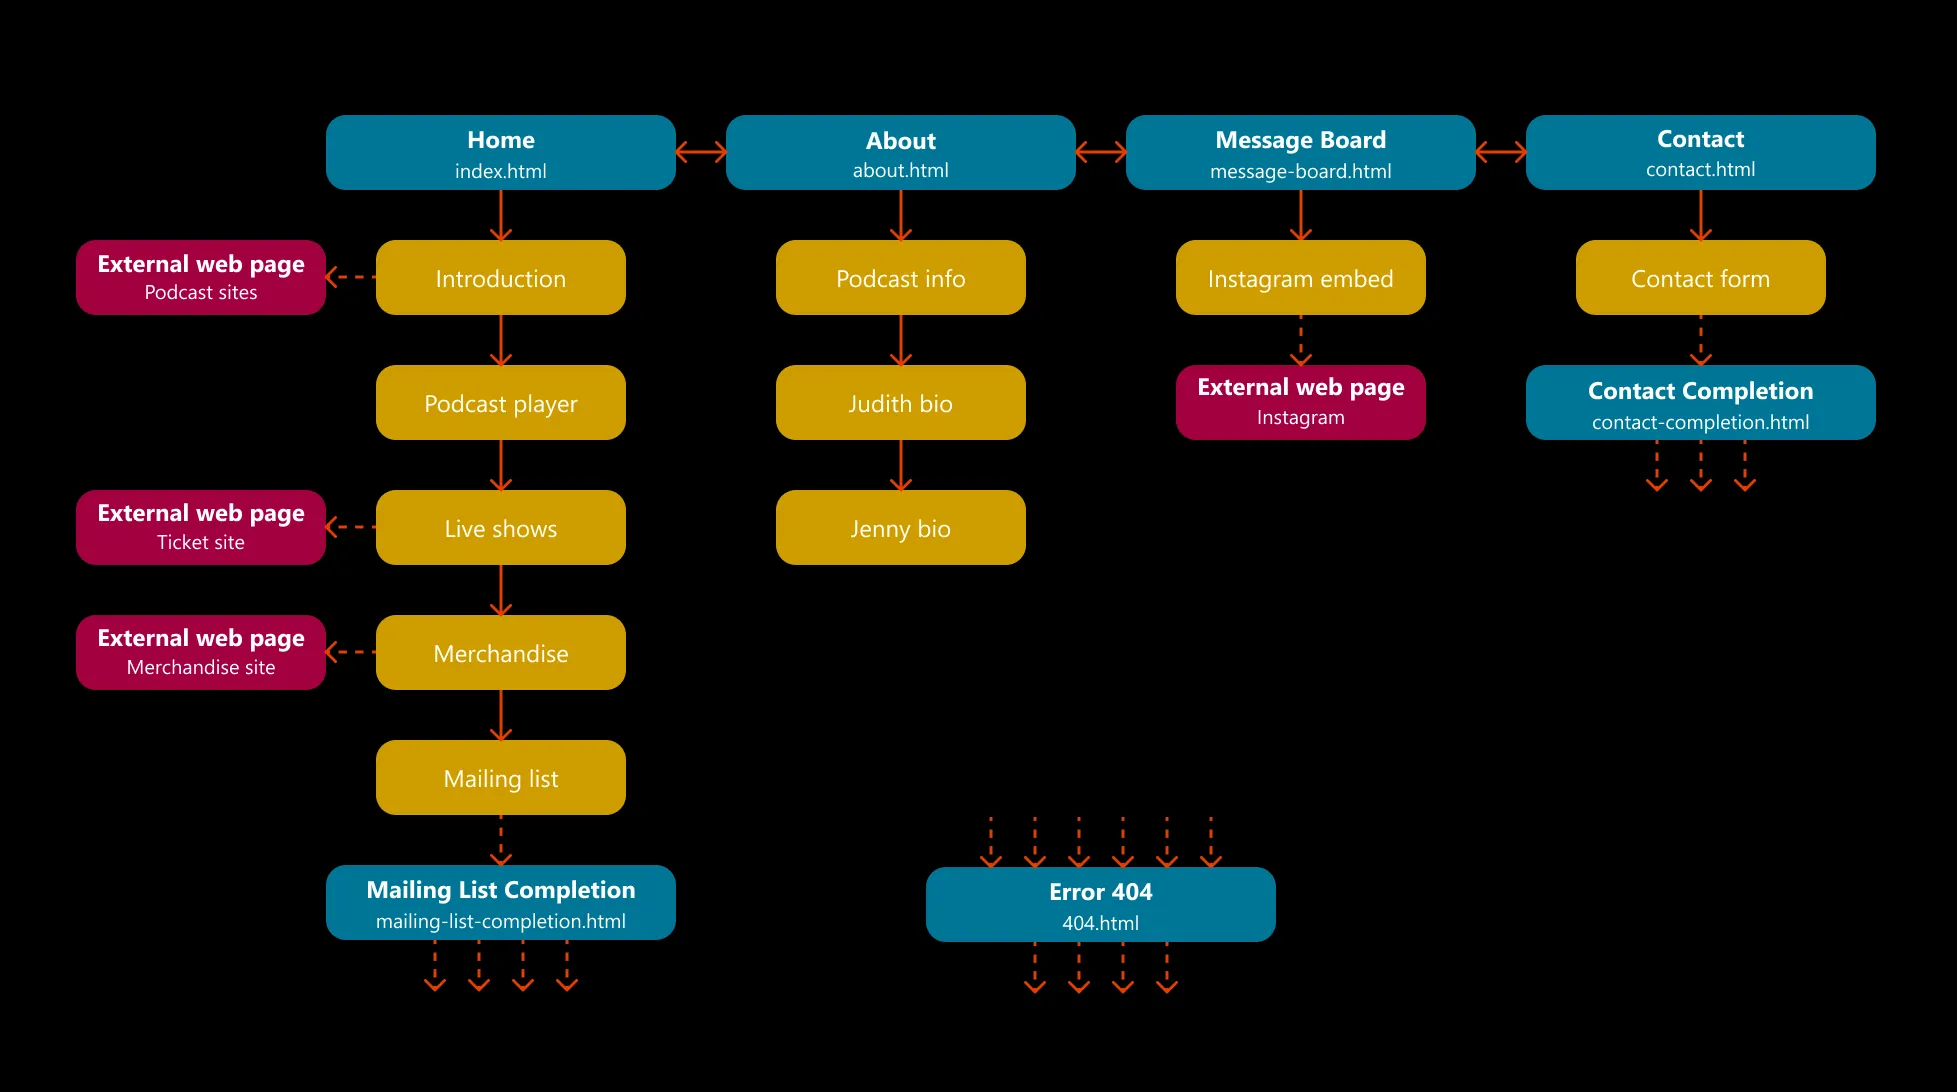 Home
index.html
About
about.html
Message Board
message-board.html
Contact
contact.html
External web page
Podcast sites
Introduction
Podcast info
Instagram embed
Contact form
Podcast player
Judith bio
External web page
Instagram
Contact Completion
contact-completion.html
External web page
Ticket site
Live shows
Jenny bio
External web page
Merchandise site
Merchandise
Mailing list
Mailing List Completion
mailing-list-completion.html
Error 404
404.html